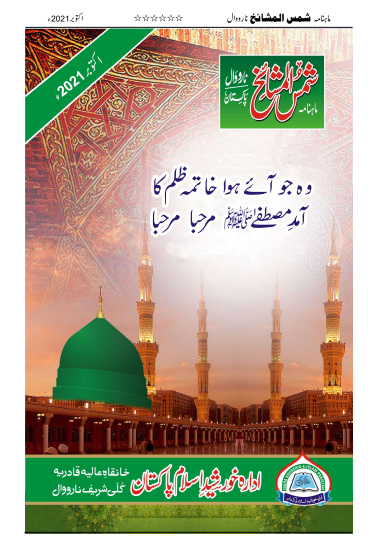 ماہنامہ شمس المشائخ نارووال ☆☆☆☆☆☆ اکتوبر 2021ء
اکتوبر 2021ء
ماہنامہ شمس المشائخ نارووال پاکستان
وہ جو آئے ہوا خاتمہ ظلم کا
آمدِ مصطفےٰ ﷺ مرحبا مرحبا
ادارہ خورشیدِ اسلام پاکستان
خانقاہِ عالیہ قادریہ
گلی شریف نارووال